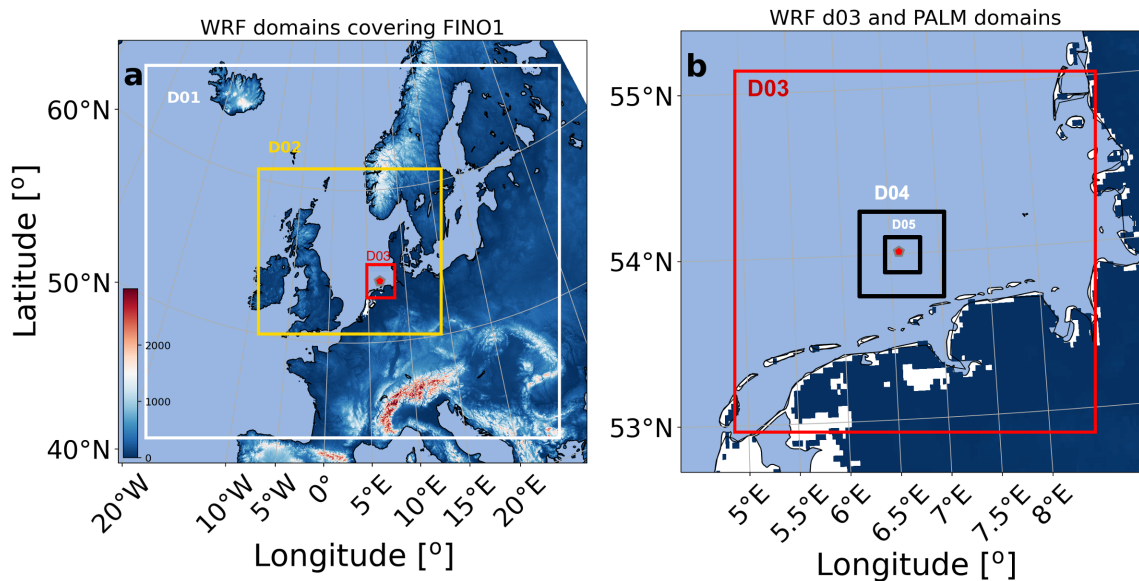 WRF domains covering FINO1
a
D01
D02
D03
60°N
50°N
40°N
Latitude [º]
2000
1000
0
20°W
10°W
5°W
0°
5°E
10°E
15°E
20°E
Longitude [º]
WRF d03 and PALM domains
b
D03
D04
D05
55°N
54°N
53°N
5°E
5.5°E
6°E
6.5°E
7°E
7.5°E
8°E
Longitude [º]